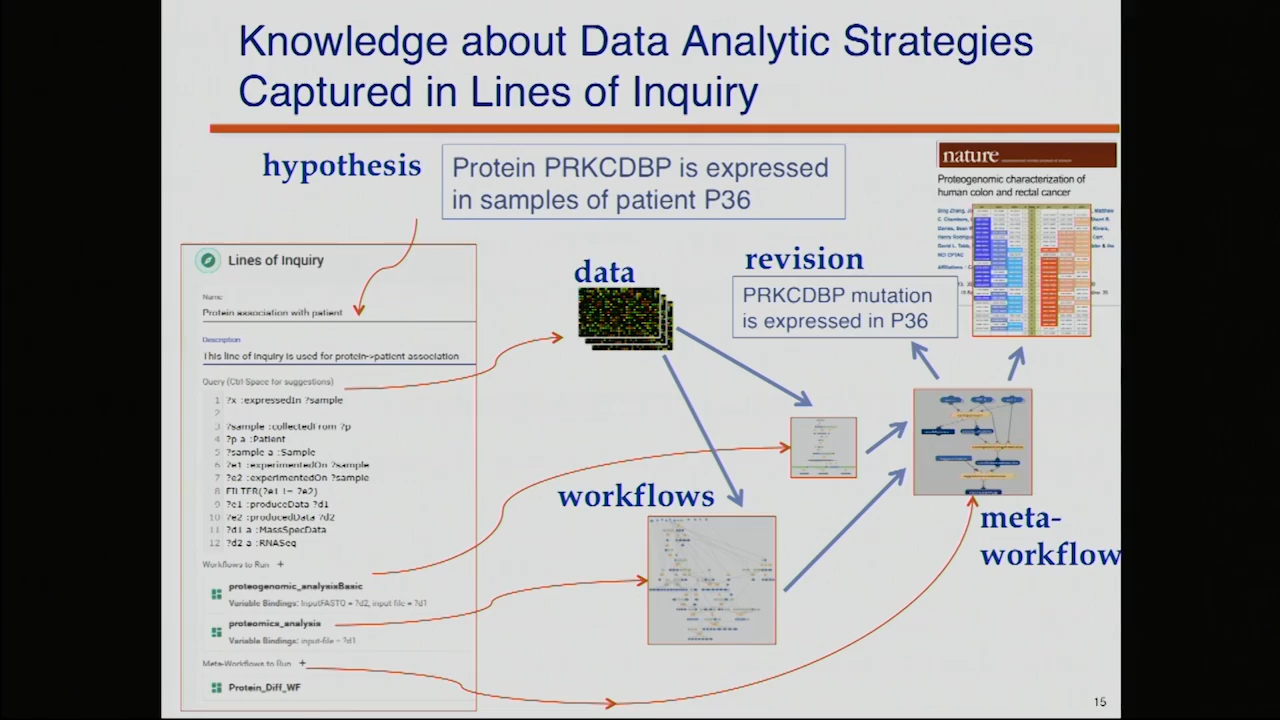 Knowledge about Data Analytic Strategies
Captured in Lines of Inquiry
hypothesis
Protein PRKCDBP is expressed
in samples of patient P36
nature
Proteogenomic characterization of
human colon and rectal cancer
Lines of Inquiry
Name
Protein association with patient
Description
This line of inquiry is used for protein->patient association
Query (Ctrl-Space for suggestions)
1 ?x :expressedIn ?sample
2
3 ?sample :collectedFrom ?p
4 ?p a :Patient
5 ?sample a :Sample
6 ?e1 :experimentedOn ?sample
7 ?e2 :experimentedOn ?sample
8 FILTER(?e1 != ?e2)
9 ?e1 :produceData ?d1
10 ?e2 :producedData ?d2
11 ?d1 a :MassSpecData
12 ?d2 a :RNASeq
Workflows to Run +
proteogenomic_analysisBasic
Variable Bindings: InputFASTQ = ?d2, input file = ?d1
proteomics_analysis
Variable Bindings: input-file = ?d1
Meta-Workflows to Run +
Protein_Diff_WF
data
revision
PRKCDBP mutation
is expressed in P36
workflows
meta-
workflow
15